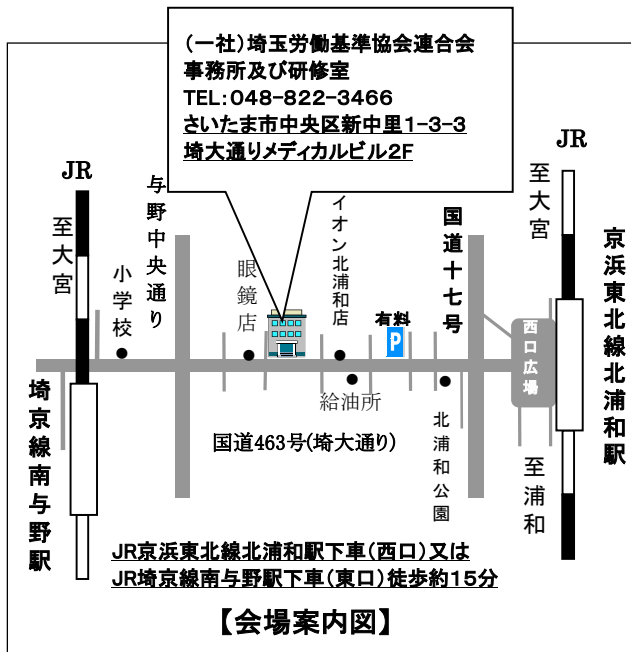 （一社）埼玉労働基準協会連合会
事務所及び研修室
TEL：048-822-3466
さいたま市中央区新中里1-3-3
埼大通りメディカルビル2F
JR
JR
至大宮
小学校
与野中央通り
眼鏡店
イオン北浦和店
有料
P
国道十七号
至大宮
京浜東北線北浦和駅
西口広場
埼京線南与野駅
給油所
国道463号(埼大通り)
北浦和公園
至浦和
JR京浜東北線北浦和駅下車（西口）又は
JR埼京線南与野駅下車（東口）徒歩約15分
【会場案内図】